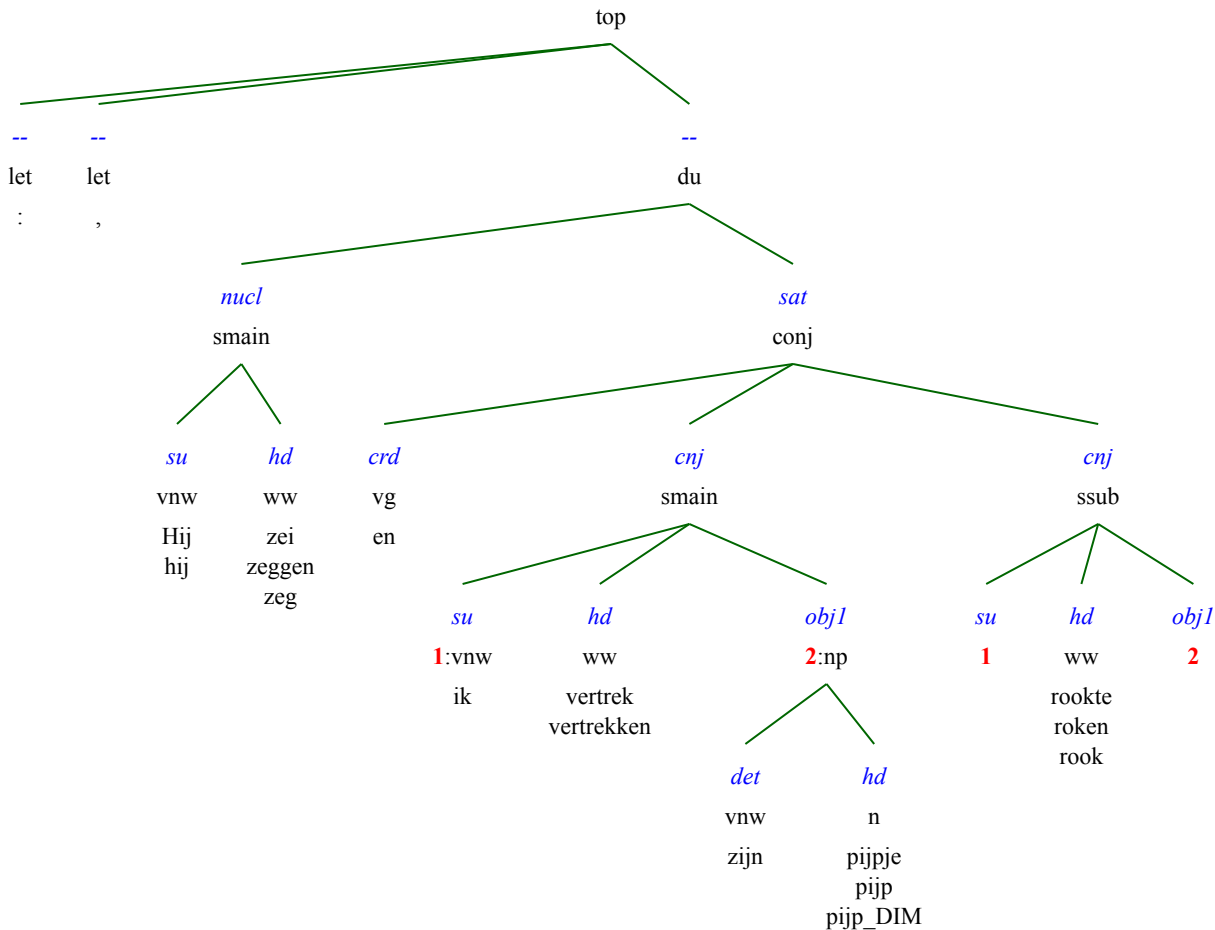 top
-- -- --
let let du
: ,
nucl sat
smain conj
su hd crd cnj cnj
vnw ww vg smain ssub
Hij zei en
hij zeggen
zeg
su hd obj1 su hd obj1
1:vnw ww 2:np 1 ww 2
ik vertrek rookte
vertrekken roken
rook
det hd
vnw n
zijn pijpje
pijp
pijp_DIM